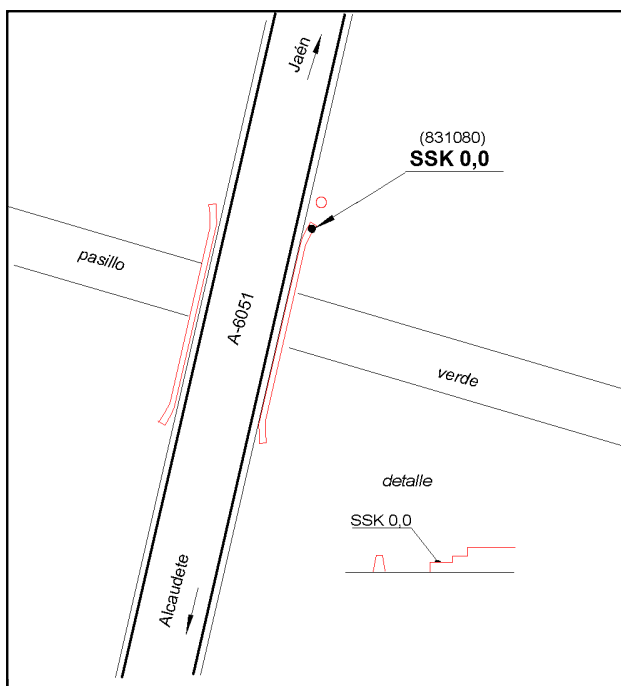 Jaén
(831080)
SSK 0,0
pasillo
A-6051
verde
detalle
SSK 0,0
Alcaudete